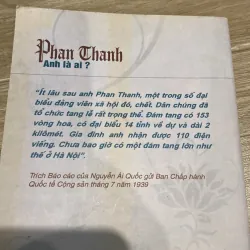 Phan Thanh
Anh là ai ?
"Ít lâu sau anh Phan Thanh, một trong số đại
biểu đảng viên xã hội đó, chết. Dân chúng đã
tổ chức tang lễ rất trọng thể. Đám tang có 153
vòng hoa, có đại biểu 14 tỉnh về dự và dài 2
kilômét. Gia đình anh nhận được 110 điện
viếng. Chưa bao giờ có một đám tang lớn như
thế ở Hà Nội".
Trích Báo cáo của Nguyễn Ái Quốc gửi Ban Chấp hành
Quốc tế Cộng sản tháng 7 năm 1939